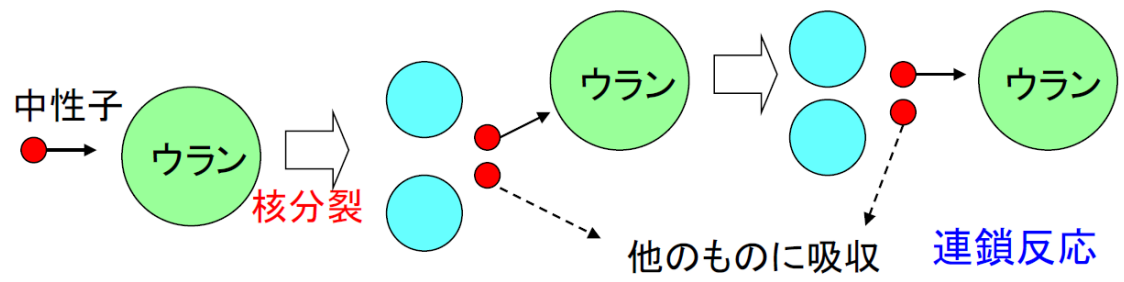 中性子
ウラン
核分裂
ウラン
ウラン
他のものに吸収
連鎖反応